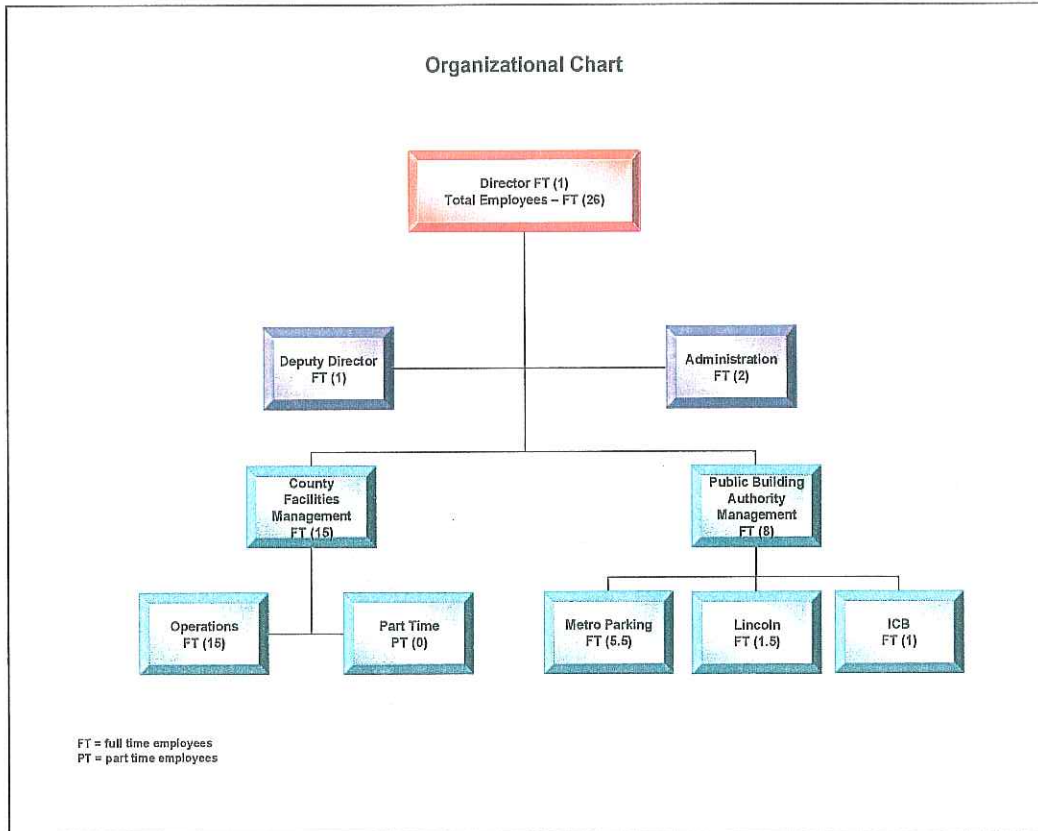 Organizational Chart
Director FT (1)
Total Employees – FT (26)
Deputy Director
FT (1)
Administration
FT (2)
County
Facilities
Management
FT (15)
Public Building
Authority
Management
FT (8)
Operations
FT (15)
Part Time
PT (0)
Metro Parking
FT (5.5)
Lincoln
FT (1.5)
ICB
FT (1)
FT = full time employees
PT = part time employees